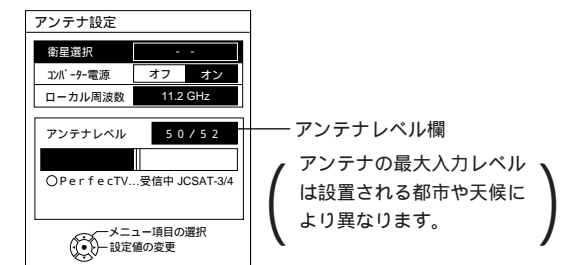 アンテナ設定
衛星選択 - -
コンバーター電源 オフ オン
ローカル周波数 11.2 GHz
アンテナレベル 50/52
アンテナレベル欄
アンテナの最大入力レベル
は設置される都市や天候に
より異なります。
○PerfecTV...受信中 JCSAT-3/4
メニュー項目の選択
設定値の変更